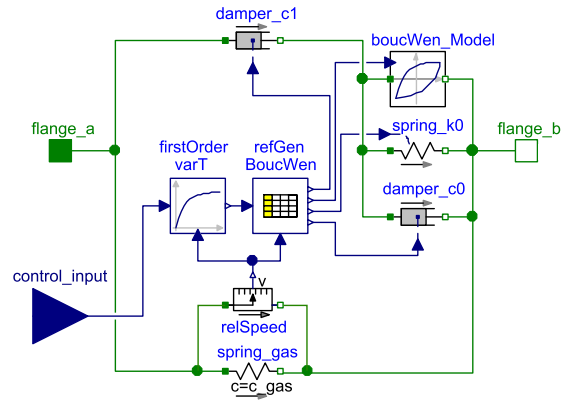 damper_c1
boucWen_Model
flange_a
firstOrder
varT
refGen
BoucWen
spring_k0
flange_b
damper_c0
control_input
v
relSpeed
spring_gas
c=c_gas